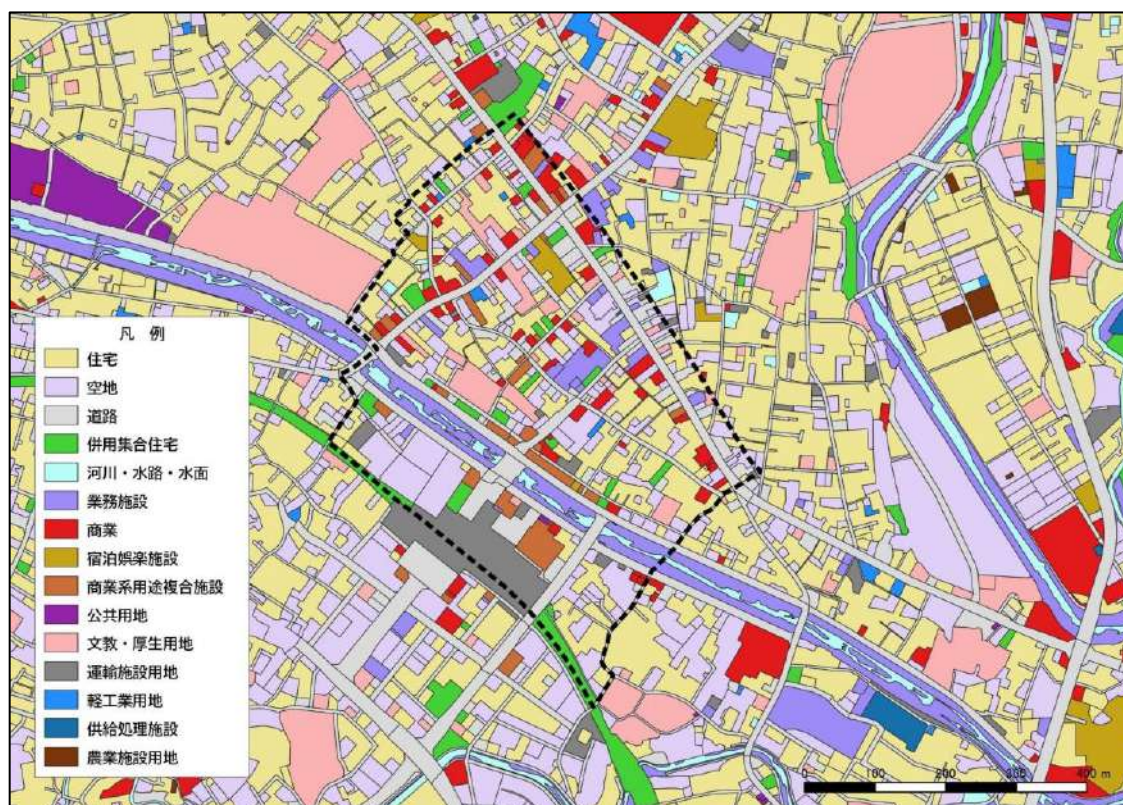 凡 例
住宅
空地
道路
併用集合住宅
河川・水路・水面
業務施設
商業
宿泊娯楽施設
商業系用途複合施設
公共用地
文教・厚生用地
運輸施設用地
軽工業用地
供給処理施設
農業施設用地
0 100 200 300 400 m